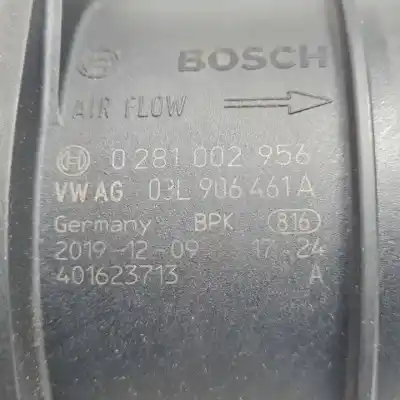 BOSCH
AIR FLOW
0 281 002 956
VW AG 03L 906 461 A
Germany BPK 816
2019-12-09 17 24
401623713 A